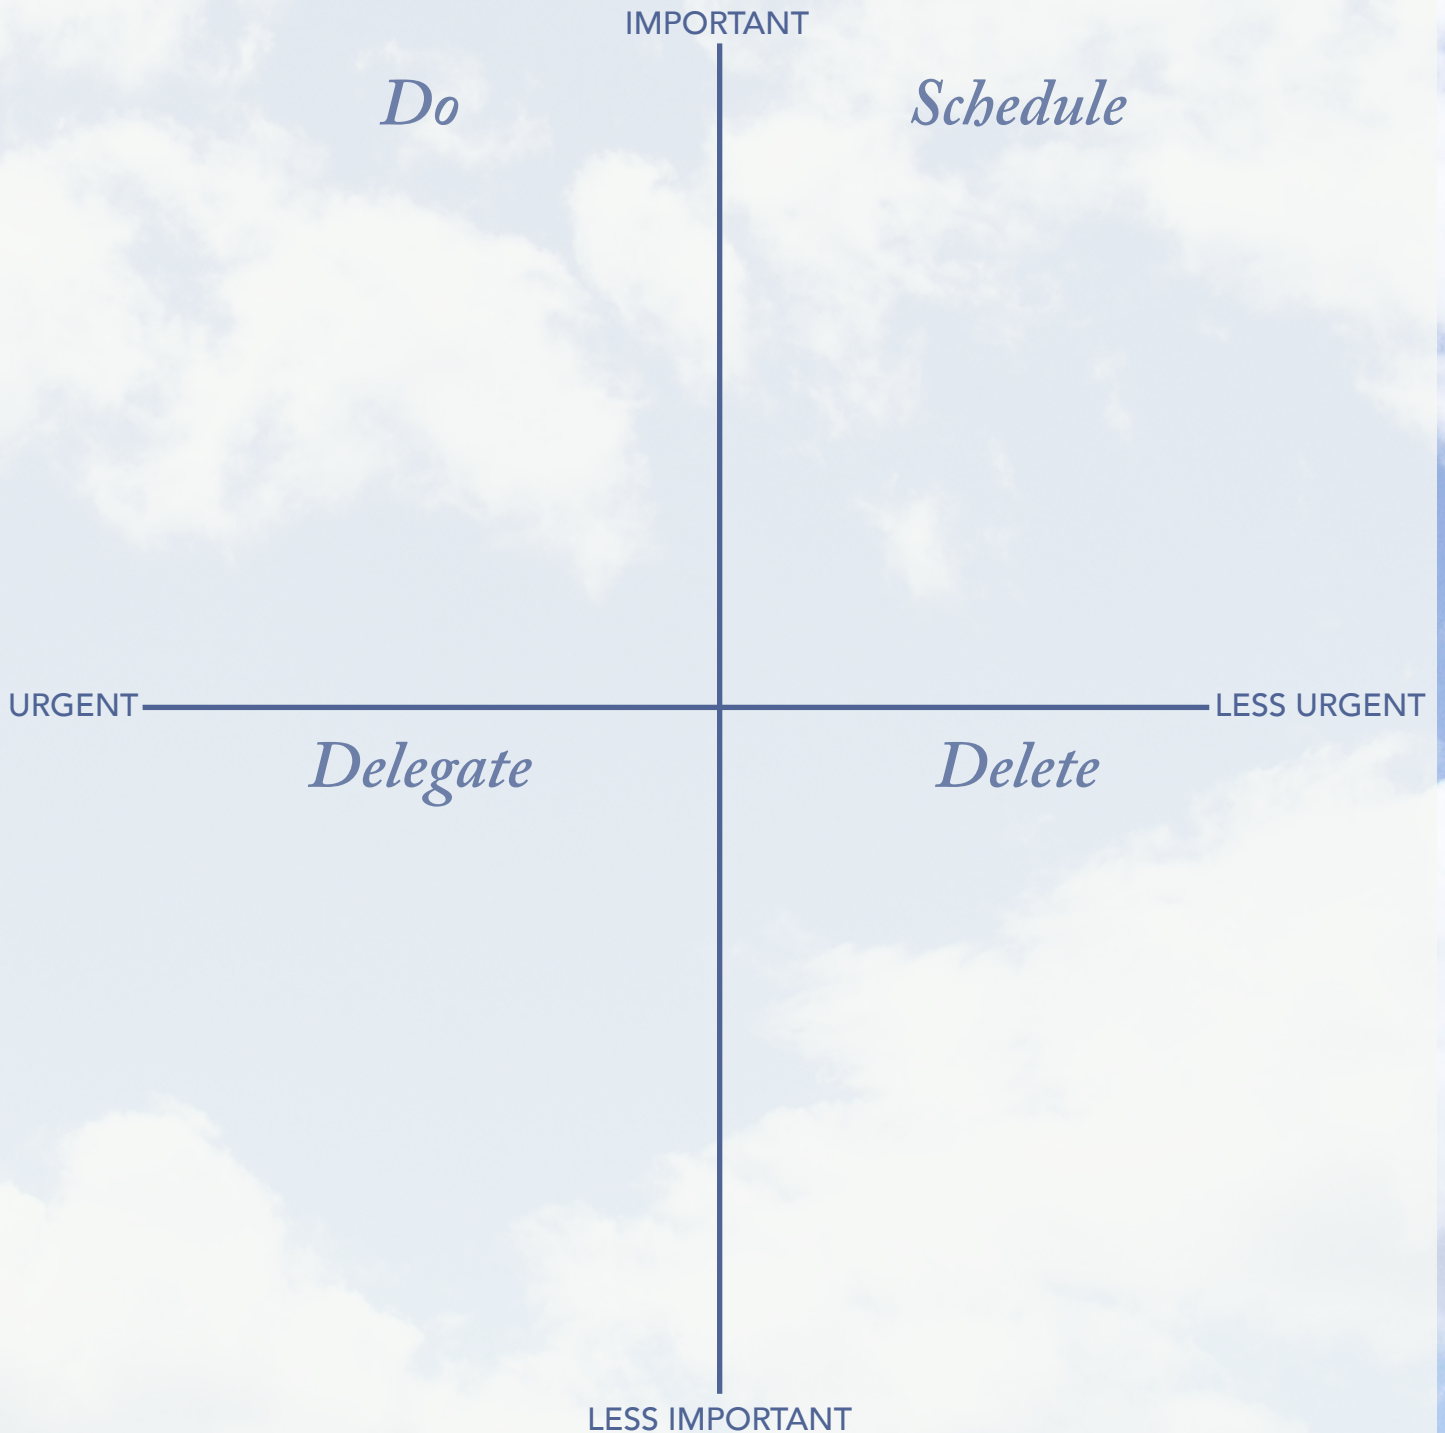 IMPORTANT
Do
Schedule
URGENT
LESS URGENT
Delegate
Delete
LESS IMPORTANT